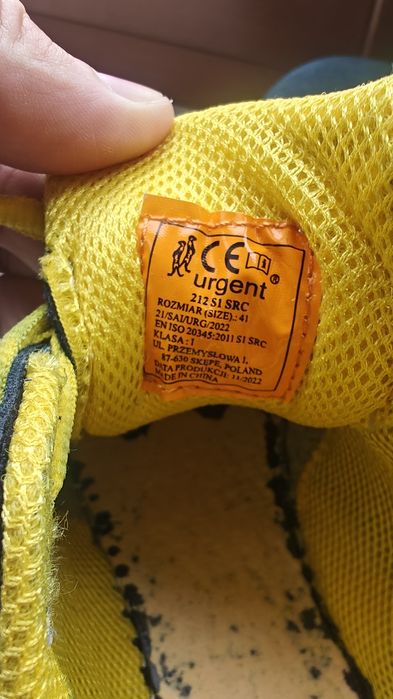 CE
urgent®
212 S1 SRC
ROZMIAR (SIZE).: 41
21/SAI/URG/2022
EN ISO 20345:2011 S1 SRC
KLASA : I
UL. PRZEMYSŁOWA 1,
87-630 SKĘPE, POLAND
DATA PRODUKCJI: 11/2022
MADE IN CHINA